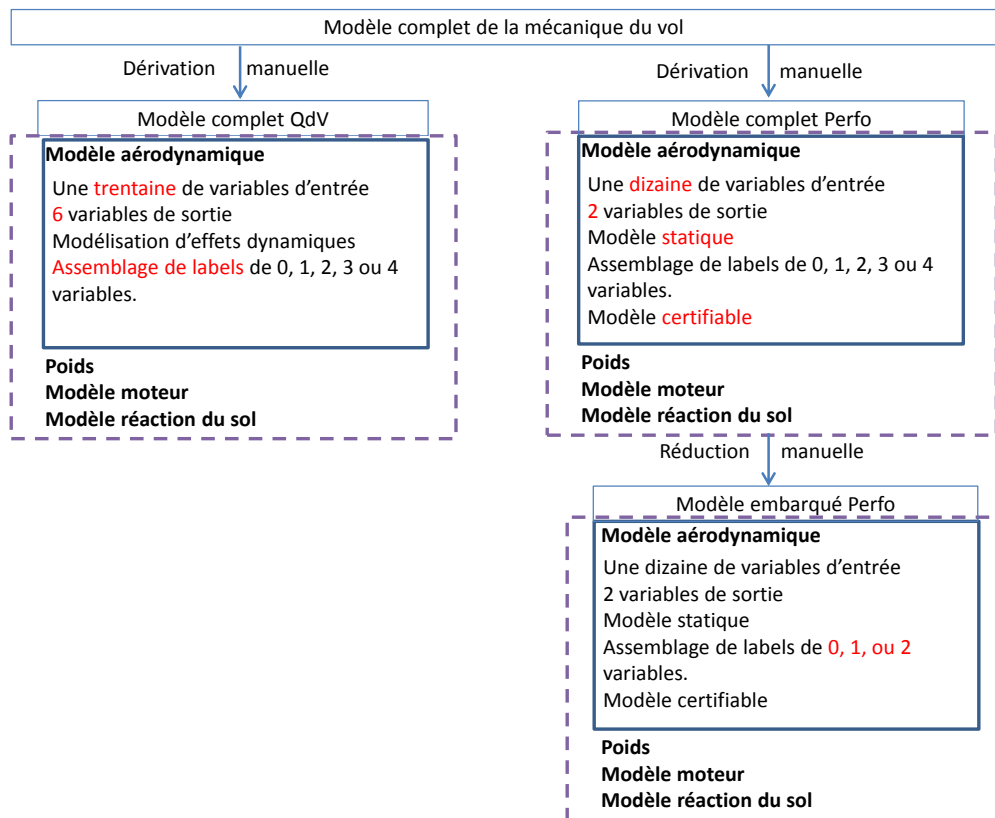 Modèle complet de la mécanique du vol
Dérivation manuelle
Dérivation manuelle
Modèle complet QdV
Modèle aérodynamique
Une trentaine de variables d'entrée
6 variables de sortie
Modélisation d'effets dynamiques
Assemblage de labels de 0, 1, 2, 3 ou 4
variables.
Poids
Modèle moteur
Modèle réaction du sol
Modèle complet Perfo
Modèle aérodynamique
Une dizaine de variables d'entrée
2 variables de sortie
Modèle statique
Assemblage de labels de 0, 1, 2, 3 ou 4
variables.
Modèle certifiable
Poids
Modèle moteur
Modèle réaction du sol
Réduction manuelle
Modèle embarqué Perfo
Modèle aérodynamique
Une dizaine de variables d'entrée
2 variables de sortie
Modèle statique
Assemblage de labels de 0, 1, ou 2
variables.
Modèle certifiable
Poids
Modèle moteur
Modèle réaction du sol